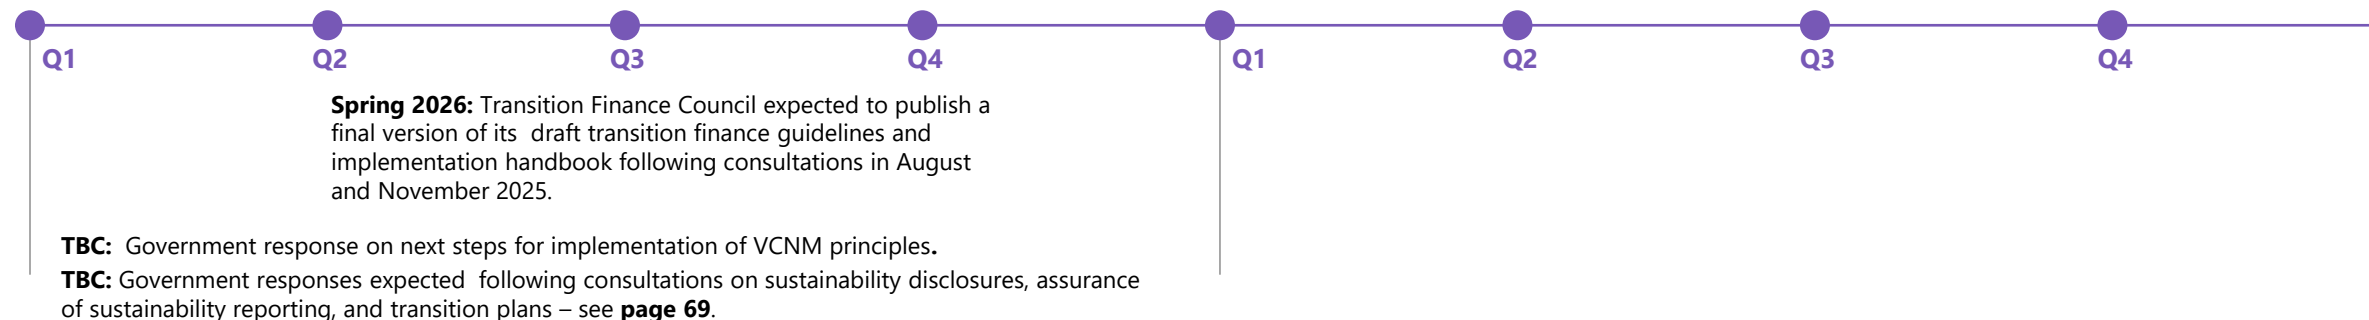 Q1 Q2 Q3 Q4 Q1 Q2 Q3 Q4
Spring 2026: Transition Finance Council expected to publish a
final version of its  draft transition finance guidelines and
implementation handbook following consultations in August
and November 2025.
TBC:  Government response on next steps for implementation of VCNM principles.
TBC: Government responses expected  following consultations on sustainability disclosures, assurance
of sustainability reporting, and transition plans – see page 69.